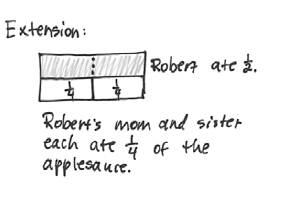 Extension:
Robert ate 1/2.
1/4 1/4
Robert's mom and sister
each ate 1/4 of the
applesauce.